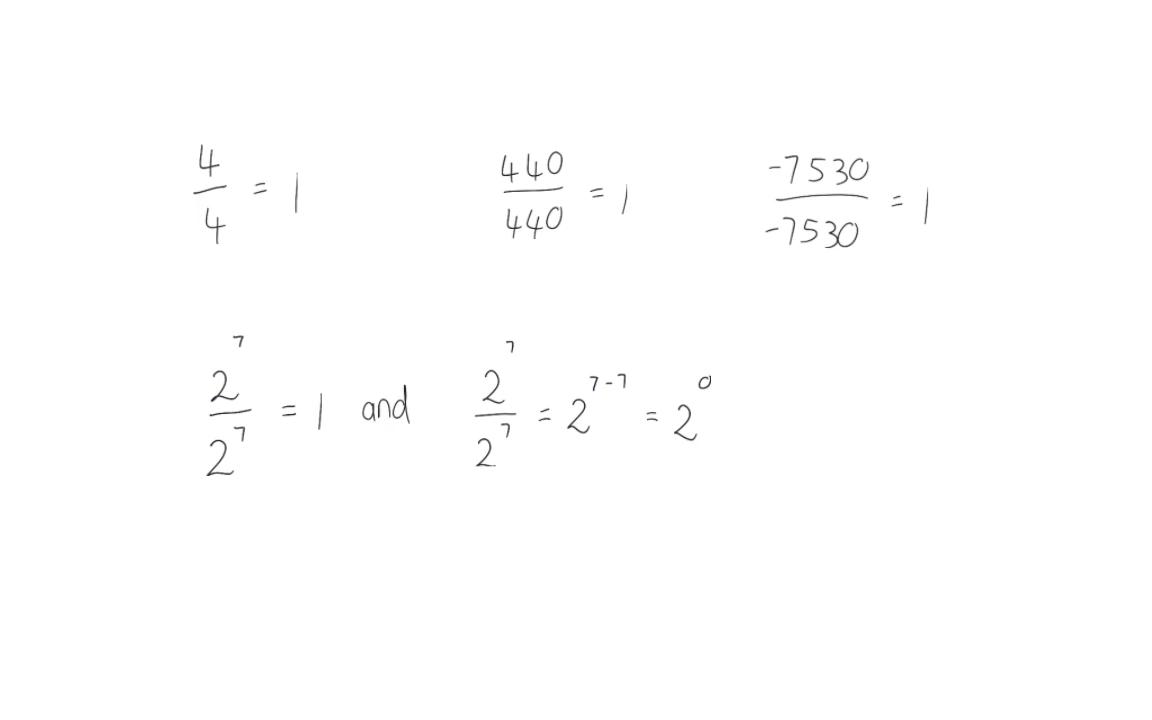 4/4 = 1    440/440 = 1    -7530/-7530 = 1
2^7/2^7 = 1 and 2^7/2^7 = 2^(7-7) = 2^0